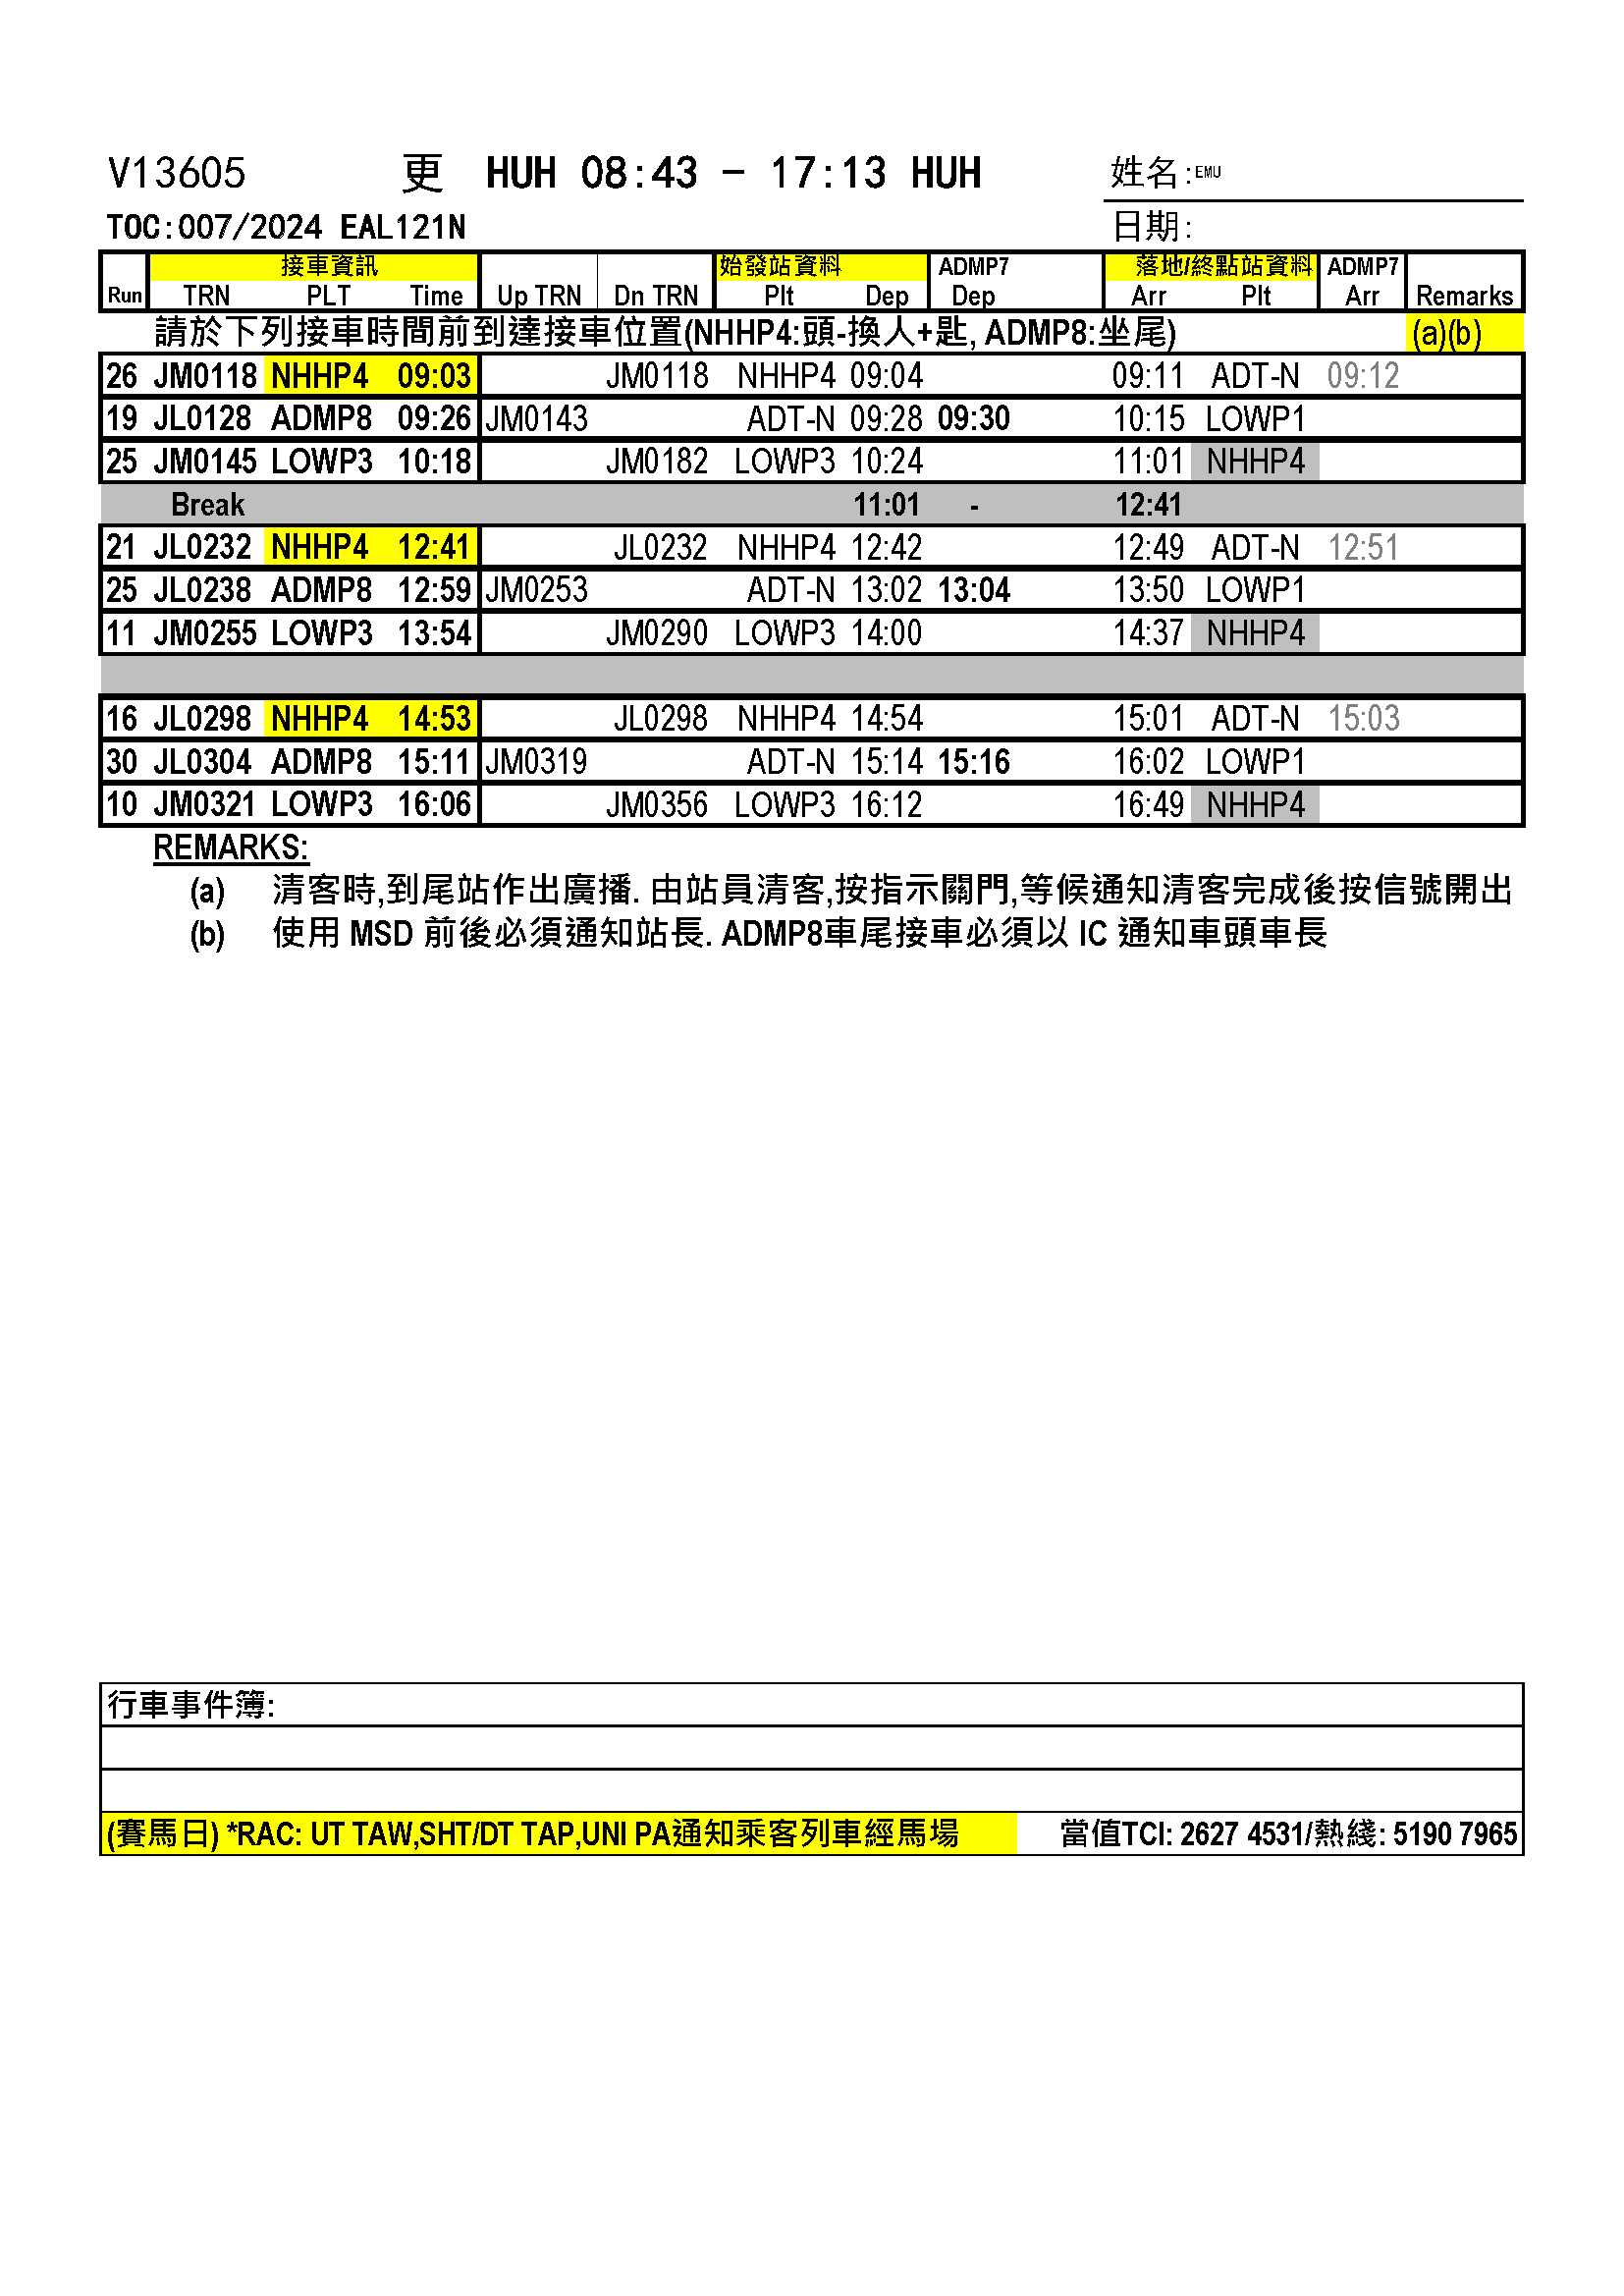 V13605 更 HUH 08:43 - 17:13 HUH 姓名:EMU
TOC:007/2024 EAL121N 日期:
接車資訊 始發站資料 ADMP7 落地/終點站資料 ADMP7
Run TRN PLT Time Up TRN Dn TRN Plt Dep Dep Arr Plt Arr Remarks
請於下列接車時間前到達接車位置(NHHP4:頭-換人+匙, ADMP8:坐尾) (a)(b)
26 JM0118 NHHP4 09:03 JM0118 NHHP4 09:04 09:11 ADT-N 09:12
19 JL0128 ADMP8 09:26 JM0143 ADT-N 09:28 09:30 10:15 LOWP1
25 JM0145 LOWP3 10:18 JM0182 LOWP3 10:24 11:01 NHHP4
Break 11:01 - 12:41
21 JL0232 NHHP4 12:41 JL0232 NHHP4 12:42 12:49 ADT-N 12:51
25 JL0238 ADMP8 12:59 JM0253 ADT-N 13:02 13:04 13:50 LOWP1
11 JM0255 LOWP3 13:54 JM0290 LOWP3 14:00 14:37 NHHP4
16 JL0298 NHHP4 14:53 JL0298 NHHP4 14:54 15:01 ADT-N 15:03
30 JL0304 ADMP8 15:11 JM0319 ADT-N 15:14 15:16 16:02 LOWP1
10 JM0321 LOWP3 16:06 JM0356 LOWP3 16:12 16:49 NHHP4
REMARKS:
(a) 清客時,到尾站作出廣播. 由站員清客,按指示關門,等候通知清客完成後按信號開出
(b) 使用 MSD 前後必須通知站長. ADMP8車尾接車必須以 IC 通知車頭車長
行車事件簿:
(賽馬日) *RAC: UT TAW,SHT/DT TAP,UNI PA通知乘客列車經馬場 當值TCI: 2627 4531/熱綫: 5190 7965